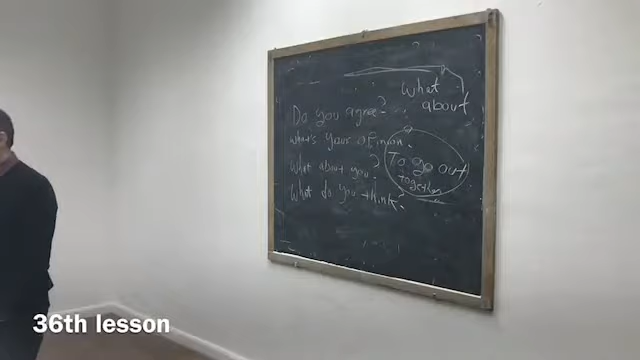 What
about
Do you agree?
What's your opinion.
What about you?
What do you think?
To go out
together
36th lesson